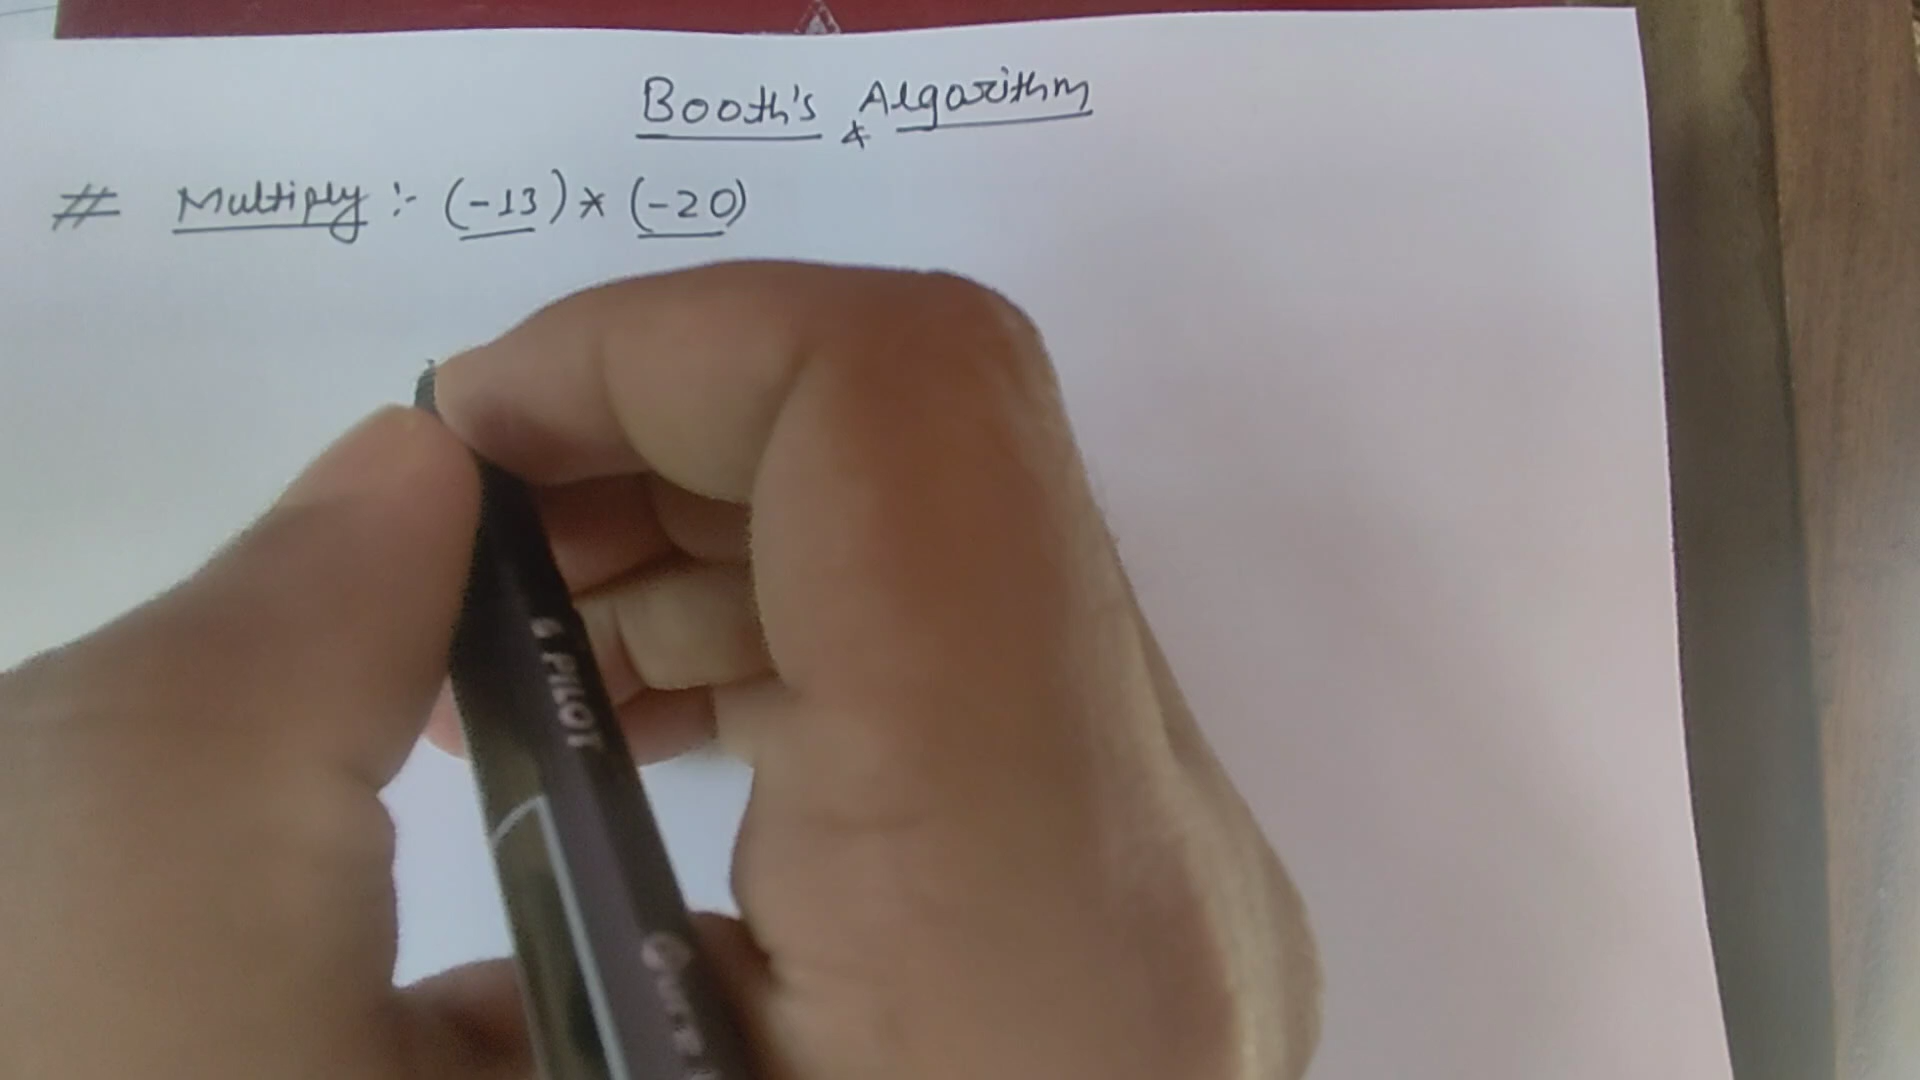 Booth's Algorithm
# Multiply :- (-13) * (-20)
PILOT